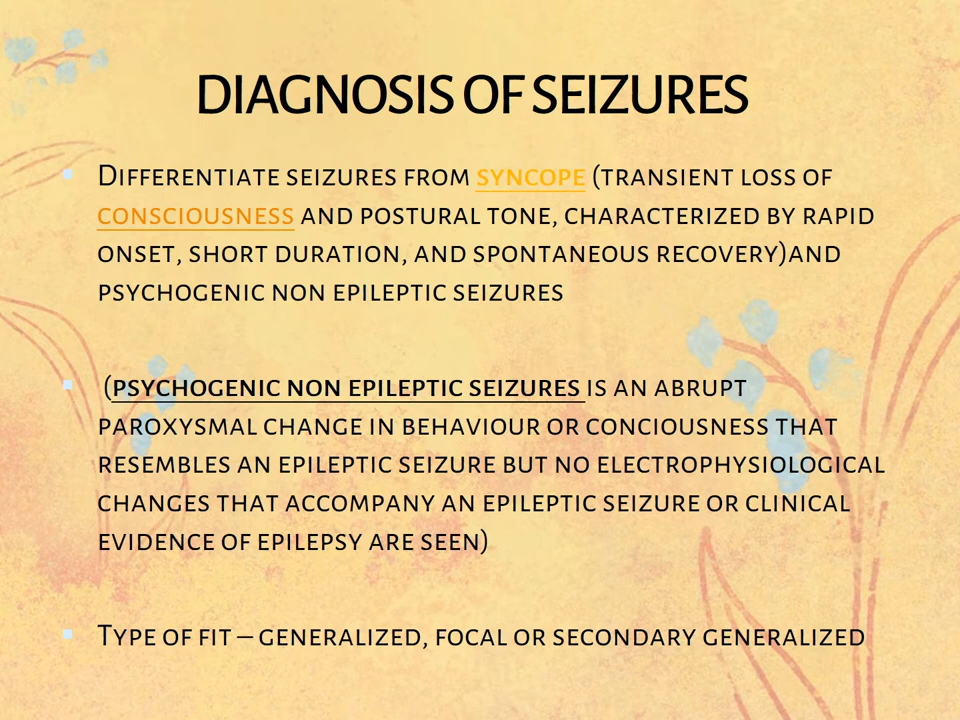 DIAGNOSIS OF SEIZURES
Differentiate seizures from syncope (transient loss of
consciousness and postural tone, characterized by rapid
onset, short duration, and spontaneous recovery)and
psychogenic non epileptic seizures
(psychogenic non epileptic seizures is an abrupt
paroxysmal change in behaviour or conciousness that
resembles an epileptic seizure but no electrophysiological
changes that accompany an epileptic seizure or clinical
evidence of epilepsy are seen)
Type of fit – generalized, focal or secondary generalized